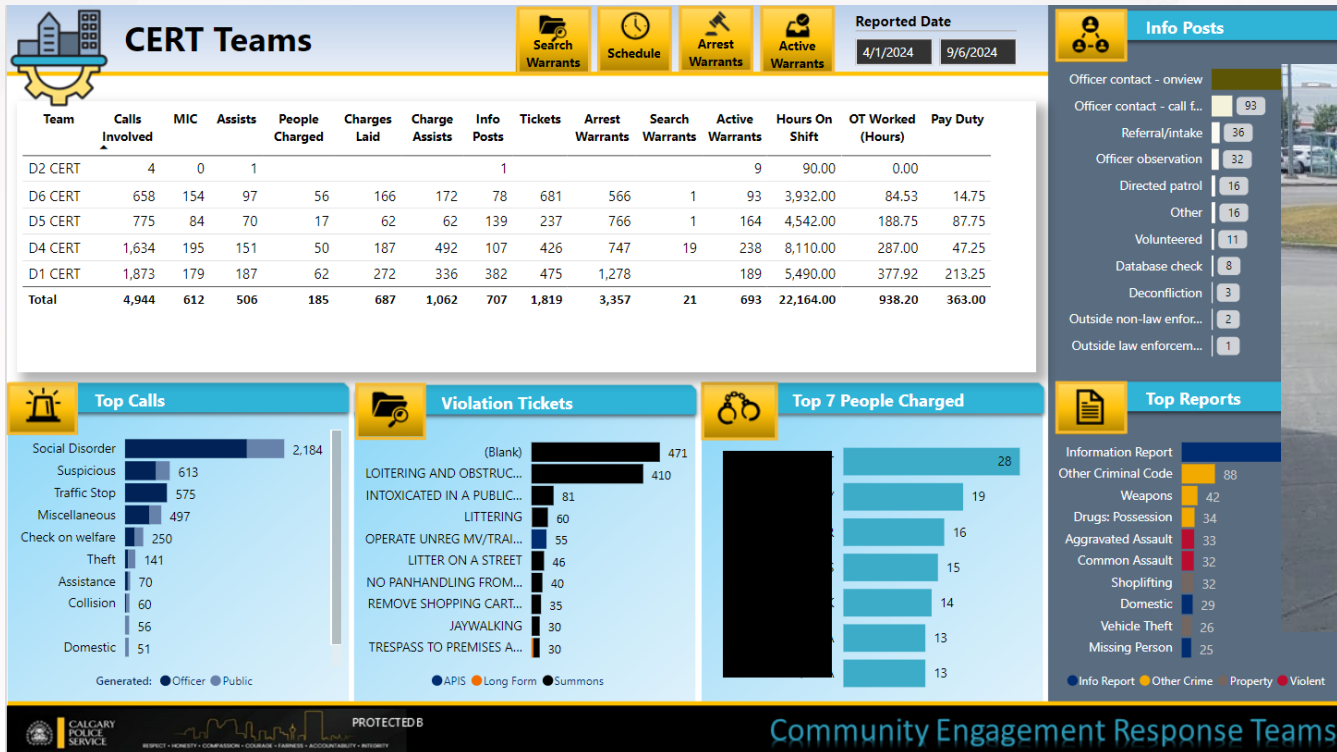 CERT Teams
Search Warrants
Schedule
Arrest Warrants
Active Warrants
Reported Date
4/1/2024 9/6/2024
Team Calls Involved MIC Assists People Charged Charges Laid Charge Assists Info Posts Tickets Arrest Warrants Search Warrants Active Warrants Hours On Shift OT Worked (Hours) Pay Duty
D2 CERT 4 0 1 1 9 90.00 0.00
D6 CERT 658 154 97 56 166 172 78 681 566 1 93 3,932.00 84.53 14.75
D5 CERT 775 84 70 17 62 62 139 237 766 1 164 4,542.00 188.75 87.75
D4 CERT 1,634 195 151 50 187 492 107 426 747 19 238 8,110.00 287.00 47.25
D1 CERT 1,873 179 187 62 272 336 382 475 1,278 189 5,490.00 377.92 213.25
Total 4,944 612 506 185 687 1,062 707 1,819 3,357 21 693 22,164.00 938.20 363.00
Info Posts
Officer contact - onview
Officer contact - call f... 93
Referral/intake 36
Officer observation 32
Directed patrol 16
Other 16
Volunteered 11
Database check 8
Deconfliction 3
Outside non-law enfor... 2
Outside law enforcem... 1
Top Calls
Social Disorder 2,184
Suspicious 613
Traffic Stop 575
Miscellaneous 497
Check on welfare 250
Theft 141
Assistance 70
Collision 60
56
Domestic 51
Generated: Officer Public
Violation Tickets
(Blank) 471
LOITERING AND OBSTRUC... 410
INTOXICATED IN A PUBLIC... 81
LITTERING 60
OPERATE UNREG MV/TRAI... 55
LITTER ON A STREET 46
NO PANHANDLING FROM... 40
REMOVE SHOPPING CART... 35
JAYWALKING 30
TRESPASS TO PREMISES A... 30
APIS Long Form Summons
Top 7 People Charged
28
19
16
15
14
13
13
Top Reports
Information Report
Other Criminal Code 88
Weapons 42
Drugs: Possession 34
Aggravated Assault 33
Common Assault 32
Shoplifting 32
Domestic 29
Vehicle Theft 26
Missing Person 25
Info Report Other Crime Property Violent
CALGARY
POLICE
SERVICE
RESPECT • HONESTY • COMPASSION • COURAGE • FAIRNESS • ACCOUNTABILITY • INTEGRITY
PROTECTED B
Community Engagement Response Teams